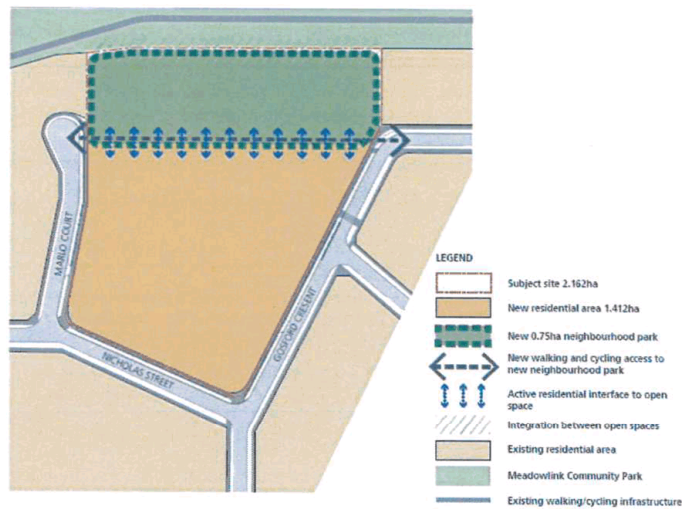 MARLO COURT
NICHOLAS STREET
GOSFORD CRESENT
LEGEND
Subject site 2.162ha
New residential area 1.412ha
New 0.75ha neighbourhood park
New walking and cycling access to
new neighbourhood park
Active residential interface to open
space
Integration between open spaces
Existing residential area
Meadowlink Community Park
Existing walking/cycling infrastructure